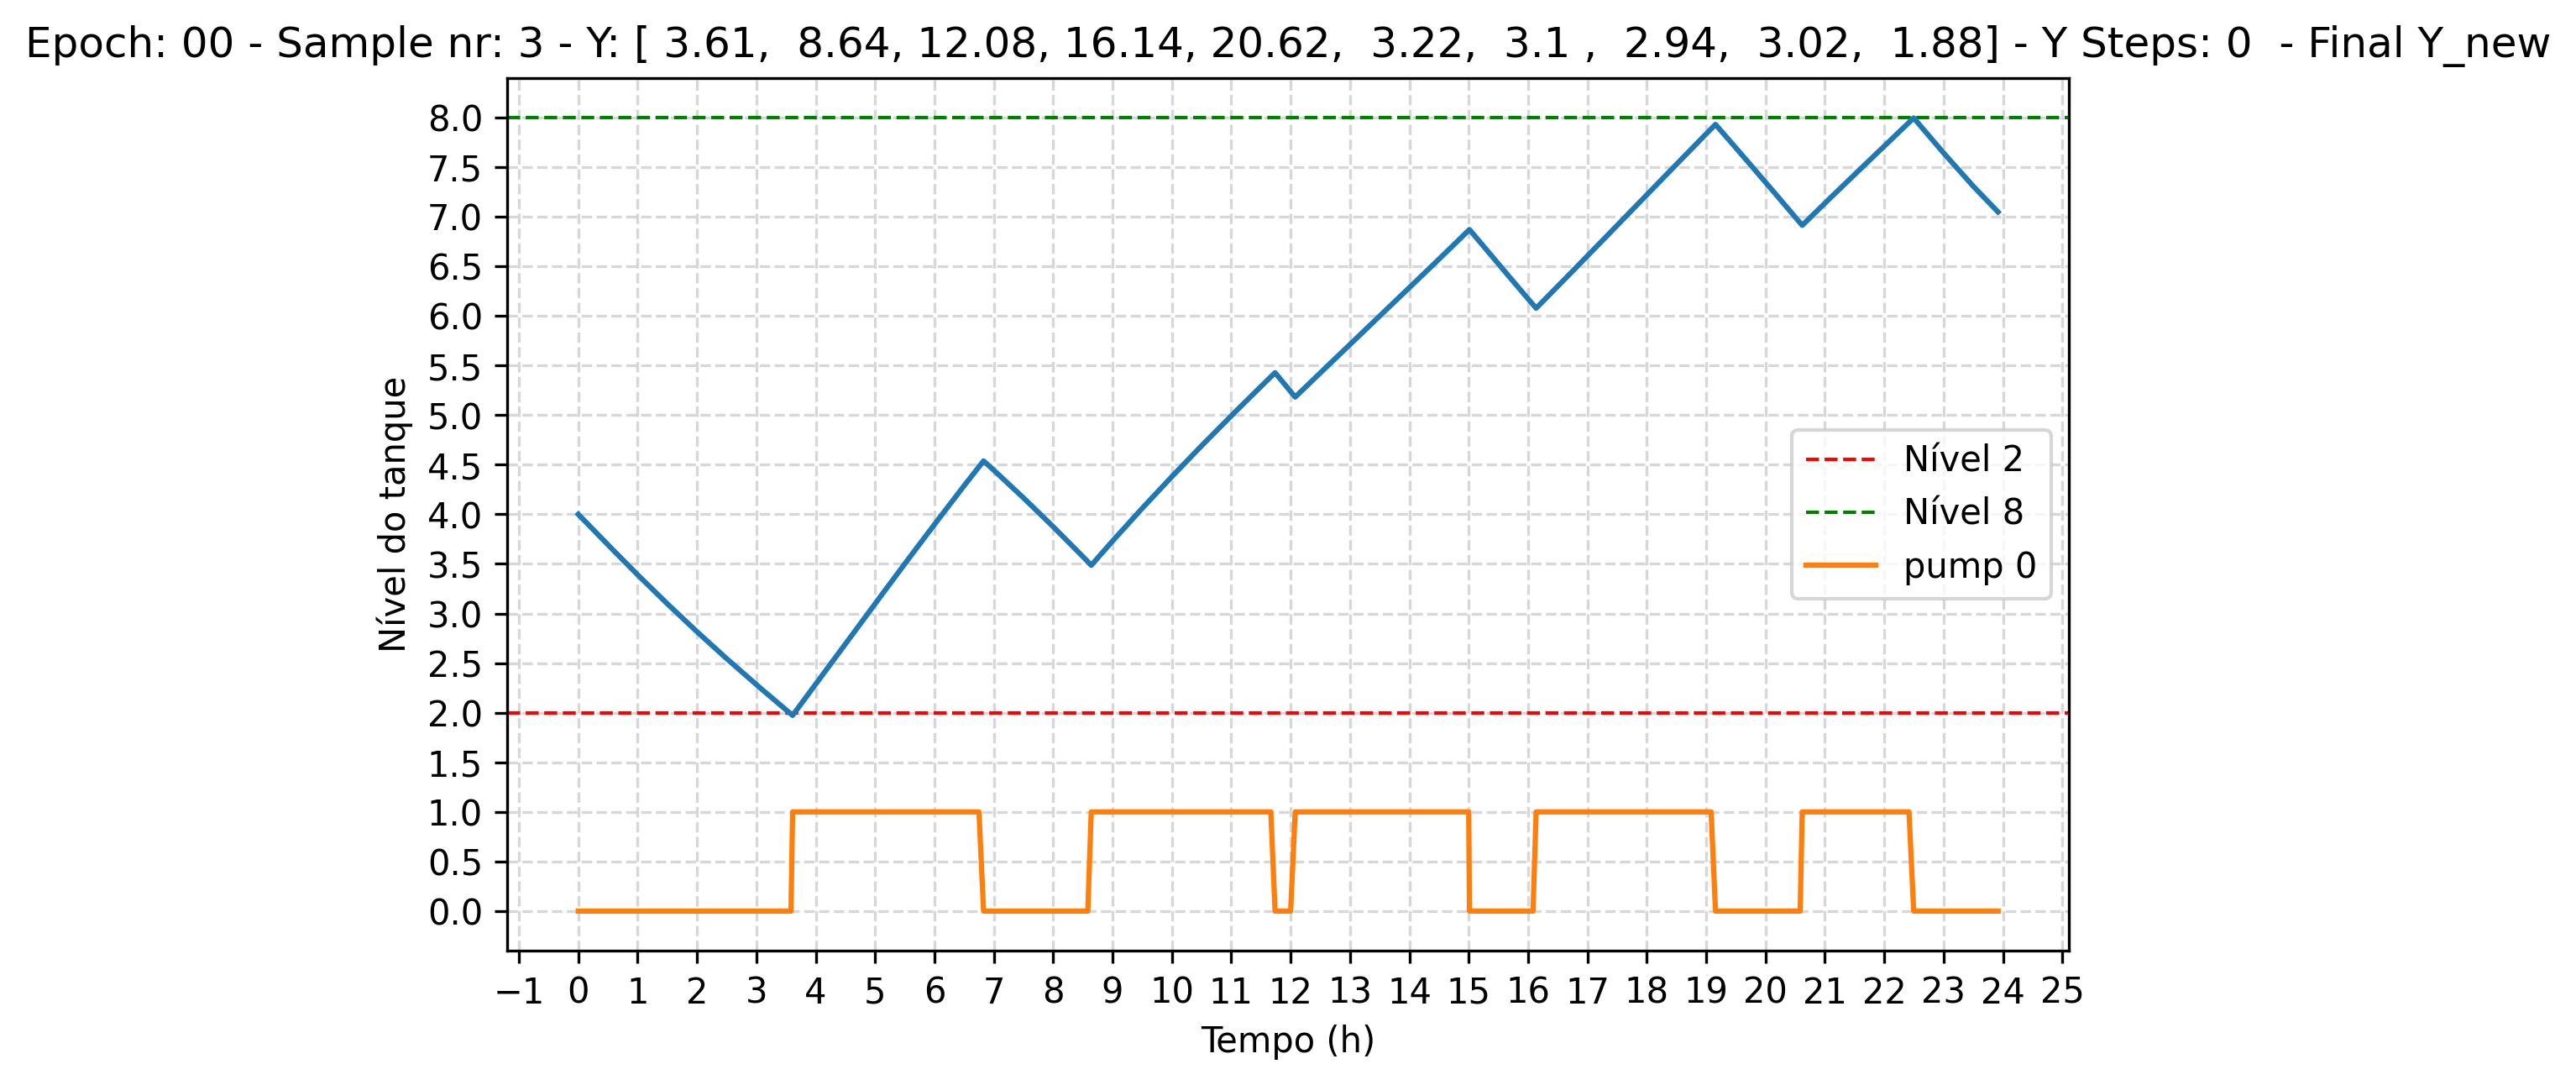 Epoch: 00 - Sample nr: 3 - Y: [ 3.61,  8.64, 12.08, 16.14, 20.62,  3.22,  3.1 ,  2.94,  3.02,  1.88] - Y Steps: 0  - Final Y_new
8.0
7.5
7.0
6.5
6.0
5.5
5.0
4.5
4.0
3.5
3.0
2.5
2.0
1.5
1.0
0.5
0.0
Nível do tanque
Nível 2
Nível 8
pump 0
−1 0 1 2 3 4 5 6 7 8 9 10 11 12 13 14 15 16 17 18 19 20 21 22 23 24 25
Tempo (h)